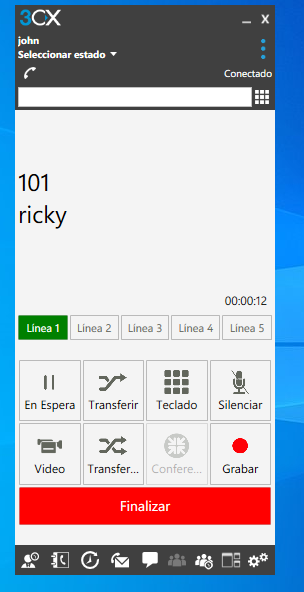 3CX
john
Seleccionar estado
Conectado
101
ricky
00:00:12
Línea 1 Línea 2 Línea 3 Línea 4 Línea 5
En Espera Transferir Teclado Silenciar
Video Transfer... Confere... Grabar
Finalizar